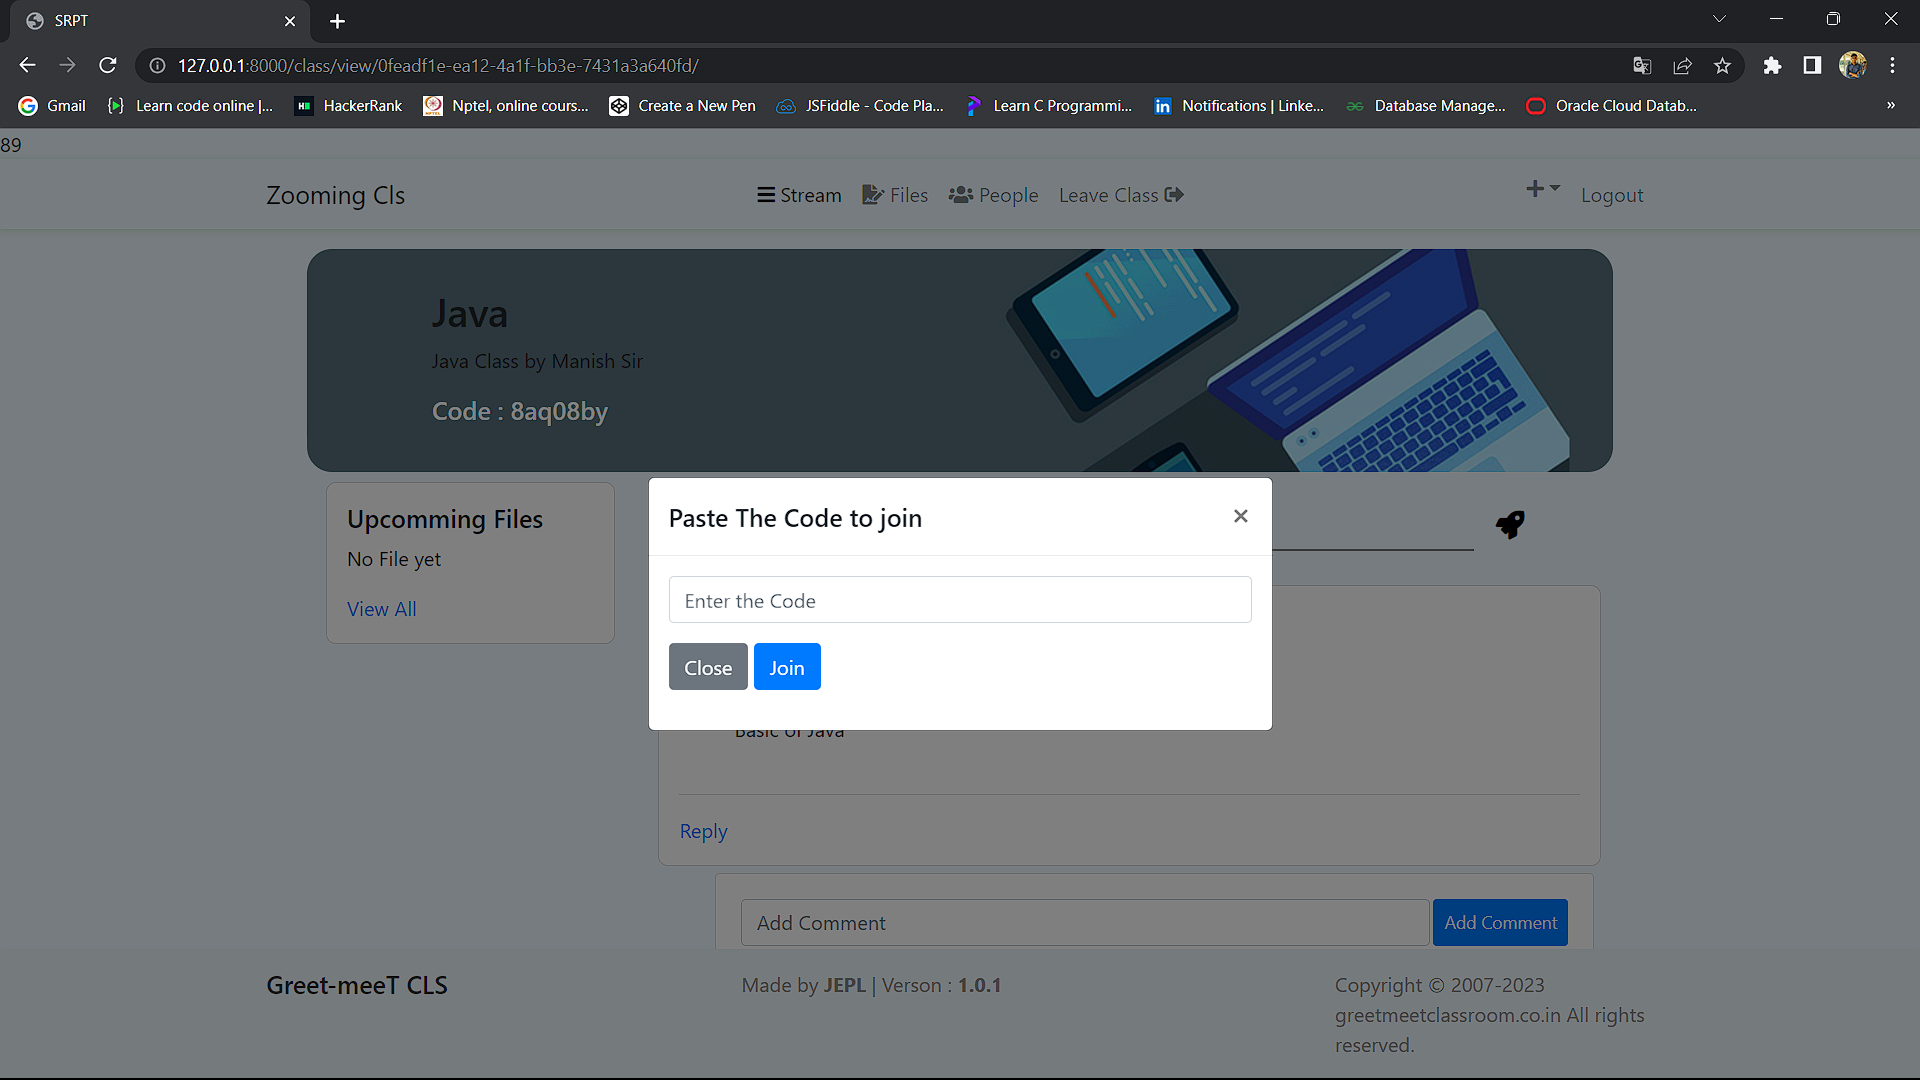 SRPT
127.0.0.1:8000/class/view/0feadf1e-ea12-4a1f-bb3e-7431a3a640fd/
Gmail
Learn code online |...
HackerRank
Nptel, online cours...
Create a New Pen
JSFiddle - Code Pla...
Learn C Programmi...
Notifications | Linke...
Database Manage...
Oracle Cloud Datab...
»
89
Zooming Cls
Stream
Files
People
Leave Class
Logout
Java
Java Class by Manish Sir
Code : 8aq08by
Upcomming Files
No File yet
View All
Paste The Code to join
×
Enter the Code
Close
Join
Basic of Java
Reply
Add Comment
Add Comment
Greet-meeT CLS
Made by JEPL | Verson : 1.0.1
Copyright © 2007-2023
greetmeetclassroom.co.in All rights
reserved.